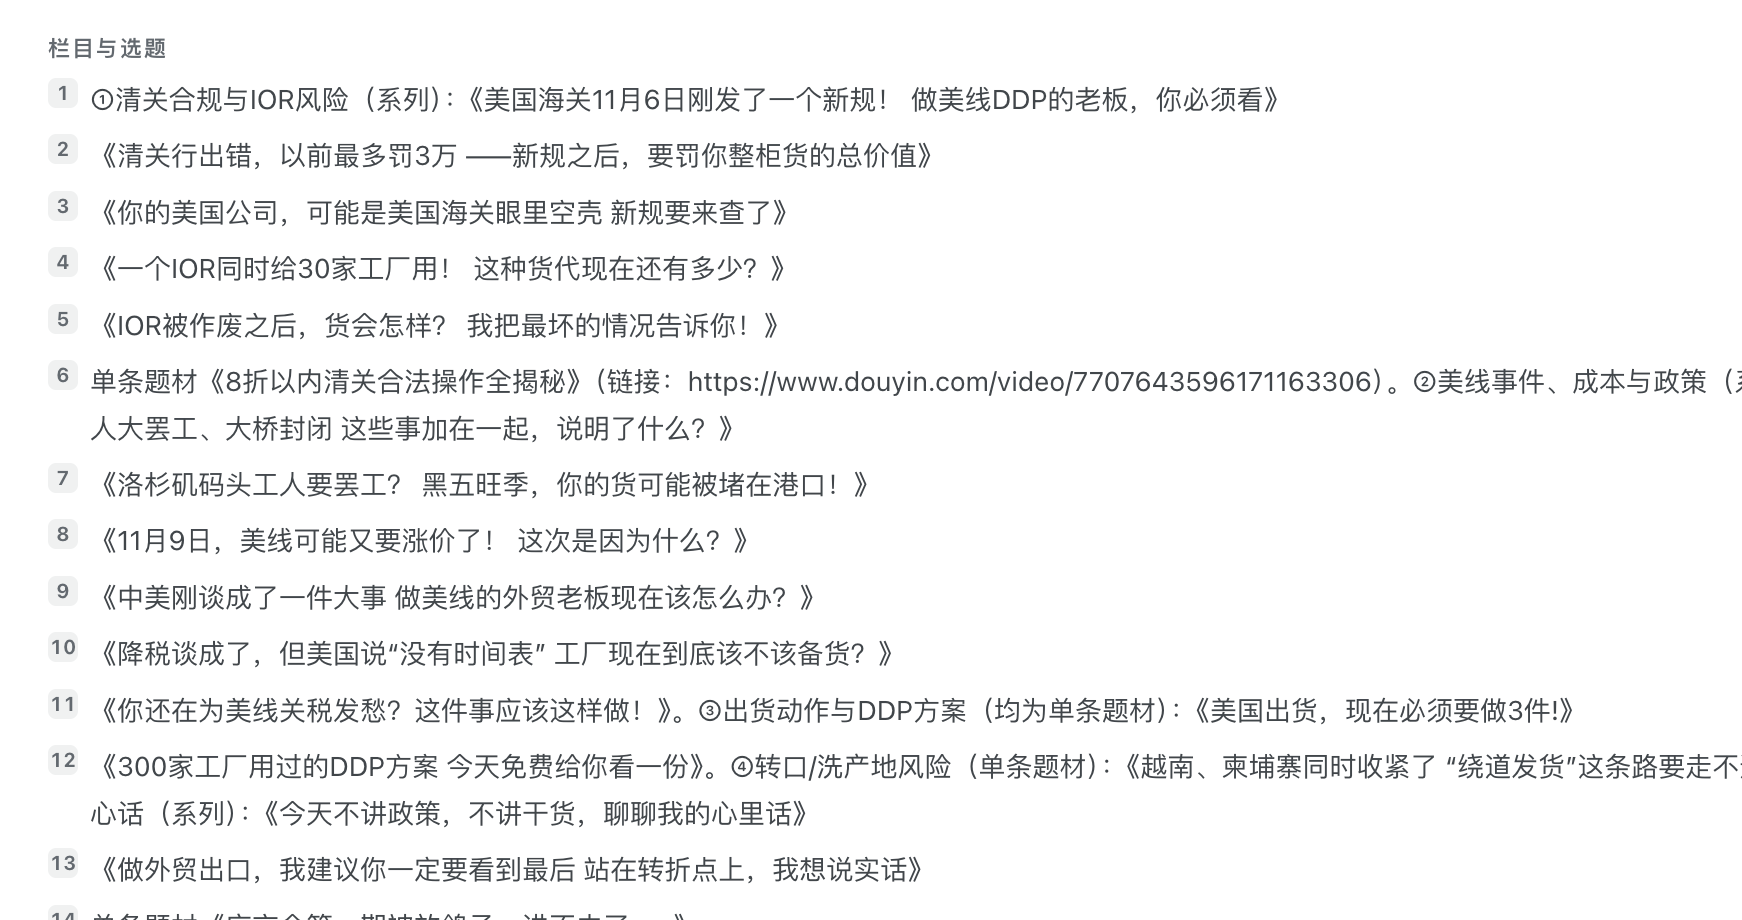 栏目与选题
1 ①清关合规与IOR风险（系列）：《美国海关11月6日刚发了一个新规！ 做美线DDP的老板，你必须看》
2 《清关行出错，以前最多罚3万 ——新规之后，要罚你整柜货的总价值》
3 《你的美国公司，可能是美国海关眼里空壳 新规要来查了》
4 《一个IOR同时给30家工厂用！ 这种货代现在还有多少？》
5 《IOR被作废之后，货会怎样？ 我把最坏的情况告诉你！》
6 单条题材《8折以内清关合法操作全揭秘》（链接：https://www.douyin.com/video/7707643596171163306）。②美线事件、成本与政策（
人大罢工、大桥封闭 这些事加在一起，说明了什么？》
7 《洛杉矶码头工人要罢工？ 黑五旺季，你的货可能被堵在港口！》
8 《11月9日，美线可能又要涨价了！ 这次是因为什么？》
9 《中美刚谈成了一件大事 做美线的外贸老板现在该怎么办？》
10 《降税谈成了，但美国说“没有时间表” 工厂现在到底该不该备货？》
11 《你还在为美线关税发愁？这件事应该这样做！》。③出货动作与DDP方案（均为单条题材）：《美国出货，现在必须要做3件!》
12 《300家工厂用过的DDP方案 今天免费给你看一份》。④转口/洗产地风险（单条题材）：《越南、柬埔寨同时收紧了 “绕道发货”这条路要走不
心话（系列）：《今天不讲政策，不讲干货，聊聊我的心里话》
13 《做外贸出口，我建议你一定要看到最后 站在转折点上，我想说实话》
14